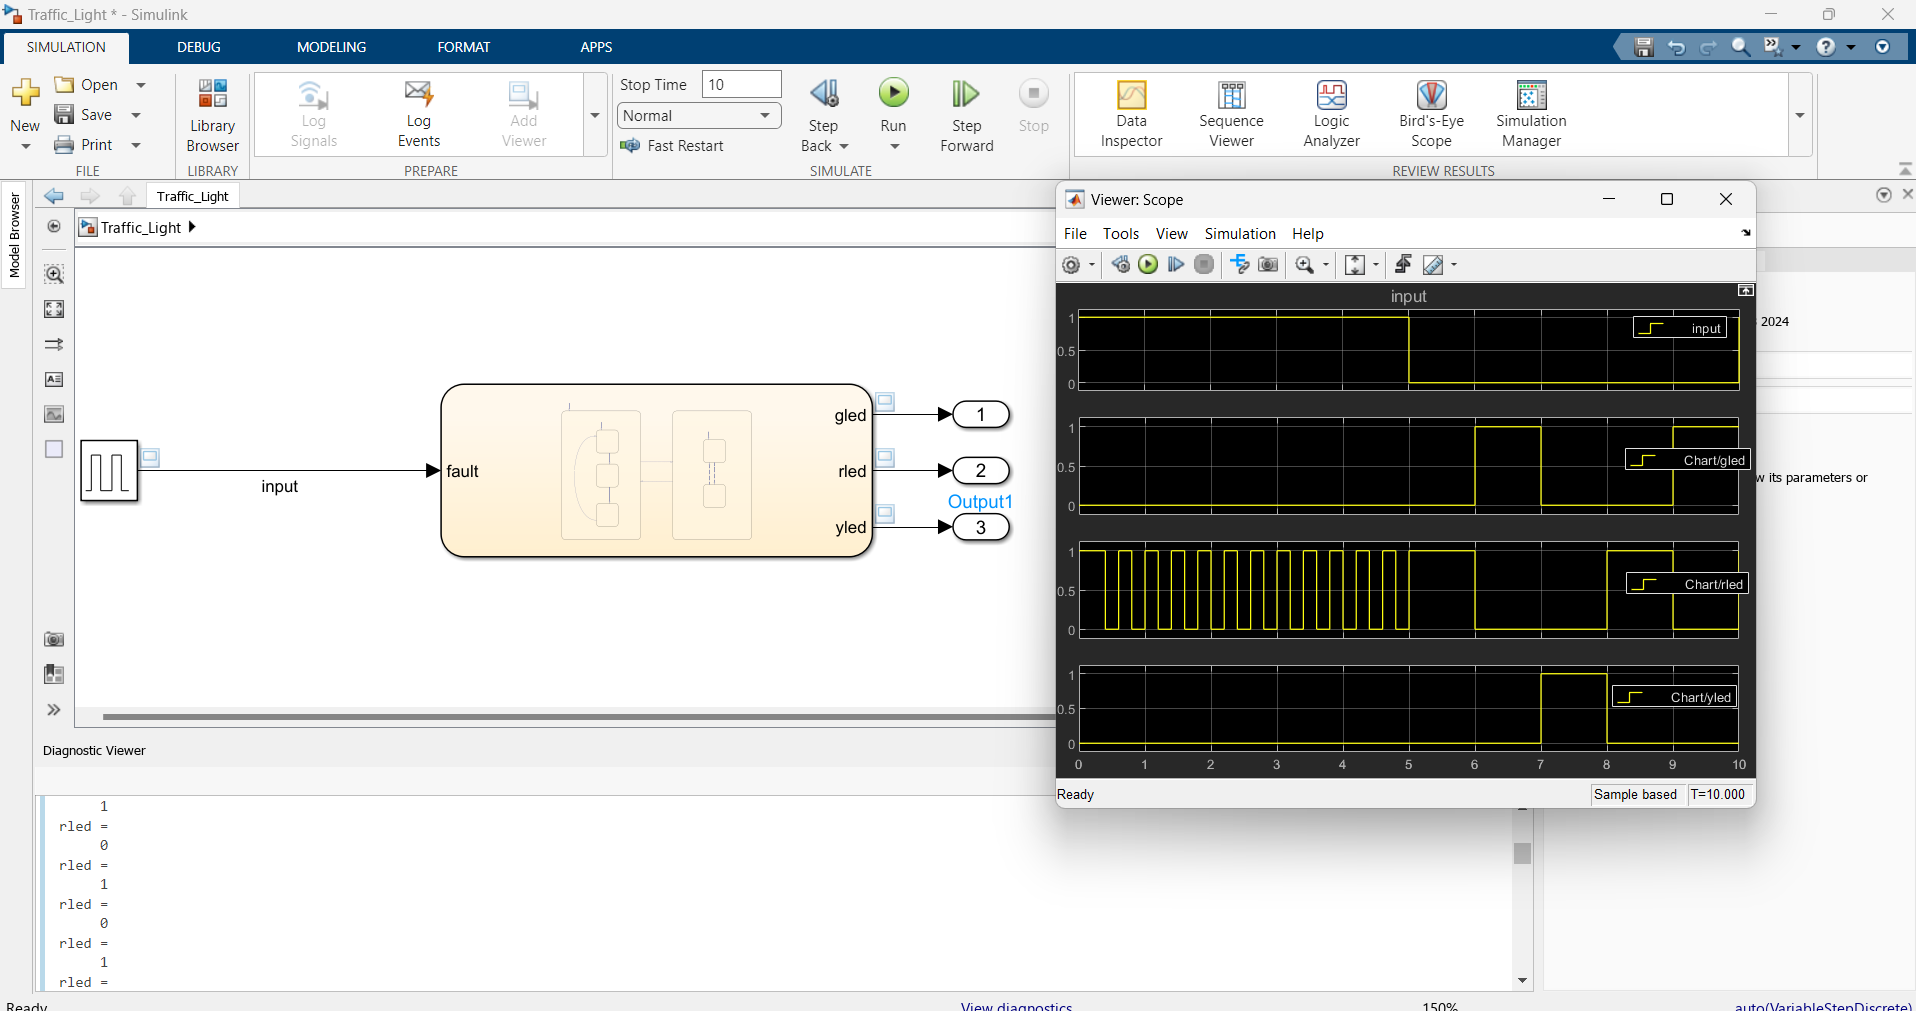 Traffic_Light * - Simulink
SIMULATION DEBUG MODELING FORMAT APPS
New
Open
Save
Print
FILE
Library Browser
LIBRARY
Log Signals
Log Events
Add Viewer
PREPARE
Stop Time 10
Normal
Fast Restart
Step Back
Run
Step Forward
Stop
SIMULATE
Data Inspector
Sequence Viewer
Logic Analyzer
Bird's-Eye Scope
Simulation Manager
REVIEW RESULTS
Model Browser
Traffic_Light
Traffic_Light
input
fault
gled
rled
yled
1
2
Output1
3
Viewer: Scope
File Tools View Simulation Help
input
1
0.5
0
input
1
0.5
0
Chart/gled
1
0.5
0
Chart/rled
1
0.5
0
Chart/yled
0 1 2 3 4 5 6 7 8 9 10
Ready
Sample based T=10.000
2024
w its parameters or
Diagnostic Viewer
1
rled =
0
rled =
1
rled =
0
rled =
1
rled =
Ready
View diagnostics
150%
auto(VariableStepDiscrete)